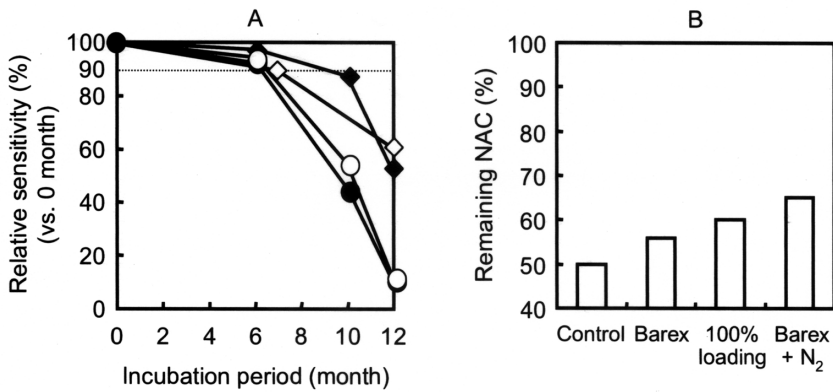 A
Relative sensitivity (%)
(vs. 0 month)
100
90
80
60
40
20
0
0 2 4 6 8 10 12
Incubation period (month)
B
Remaining NAC (%)
100
90
80
70
60
50
40
Control Barex 100% Barex
loading + N₂